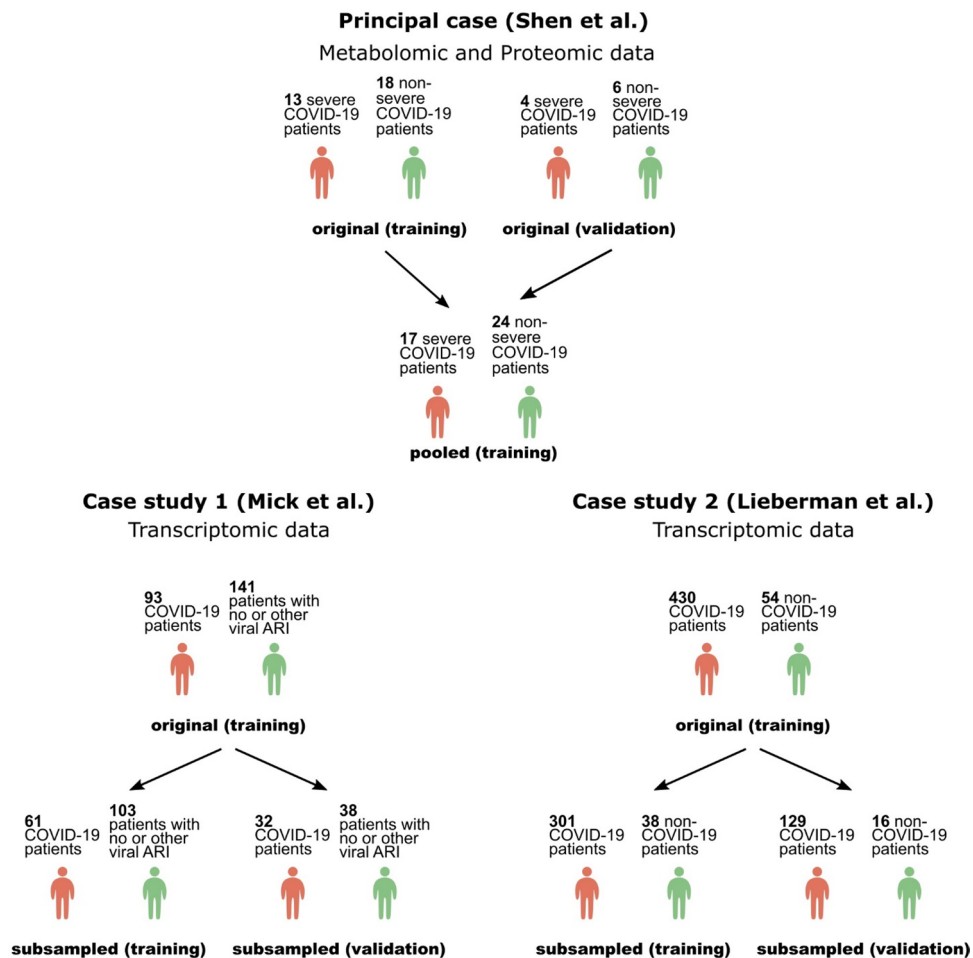 Principal case (Shen et al.)
Metabolomic and Proteomic data
13 severe
COVID-19
patients
18 non-
severe
COVID-19
patients
4 severe
COVID-19
patients
6 non-
severe
COVID-19
patients
original (training)
original (validation)
17 severe
COVID-19
patients
24 non-
severe
COVID-19
patients
pooled (training)
Case study 1 (Mick et al.)
Transcriptomic data
93
COVID-19
patients
141
patients with
no or other
viral ARI
original (training)
61
COVID-19
patients
103
patients with
no or other
viral ARI
32
COVID-19
patients
38
patients with
no or other
viral ARI
subsampled (training)
subsampled (validation)
Case study 2 (Lieberman et al.)
Transcriptomic data
430
COVID-19
patients
54 non-
COVID-19
patients
original (training)
301
COVID-19
patients
38 non-
COVID-19
patients
129
COVID-19
patients
16 non-
COVID-19
patients
subsampled (training)
subsampled (validation)